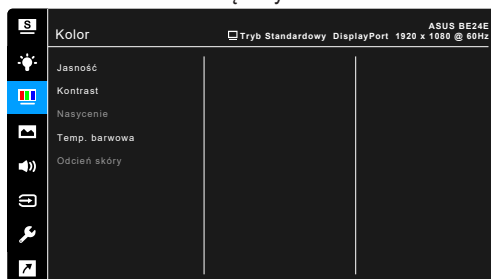 S
Kolor
ASUS BE24E
Tryb Standardowy DisplayPort 1920 x 1080 @ 60Hz
Jasność
Kontrast
Nasycenie
Temp. barwowa
Odcień skóry